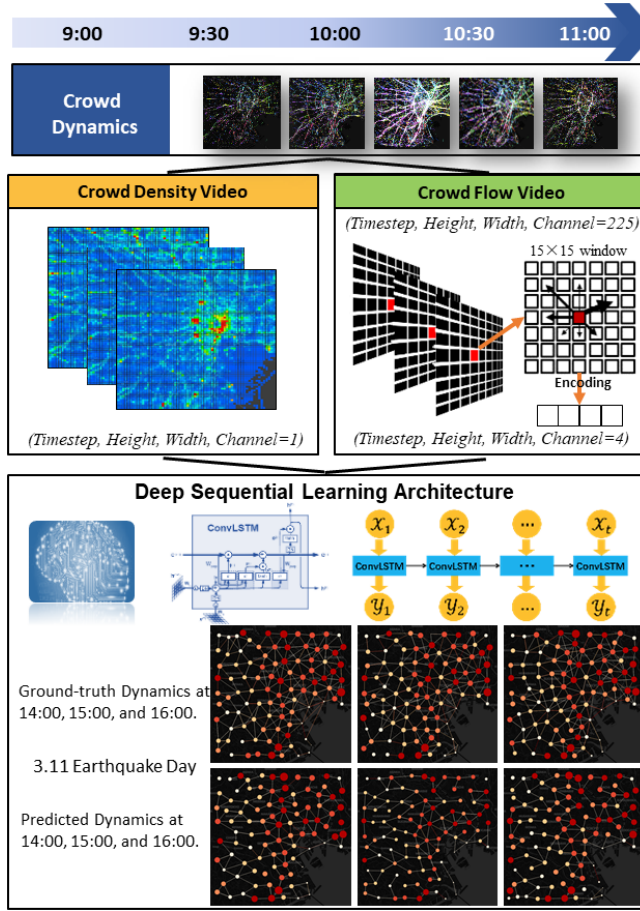 9:00 9:30 10:00 10:30 11:00
Crowd
Dynamics
Crowd Density Video
(Timestep, Height, Width, Channel=1)
Crowd Flow Video
(Timestep, Height, Width, Channel=225)
15×15 window
Encoding
(Timestep, Height, Width, Channel=4)
Deep Sequential Learning Architecture
ConvLSTM
𝒳1 𝒳2 ... 𝒳t
ConvLSTM ConvLSTM ... ConvLSTM
𝒴1 𝒴2 ... 𝒴t
Ground-truth Dynamics at
14:00, 15:00, and 16:00.
3.11 Earthquake Day
Predicted Dynamics at
14:00, 15:00, and 16:00.